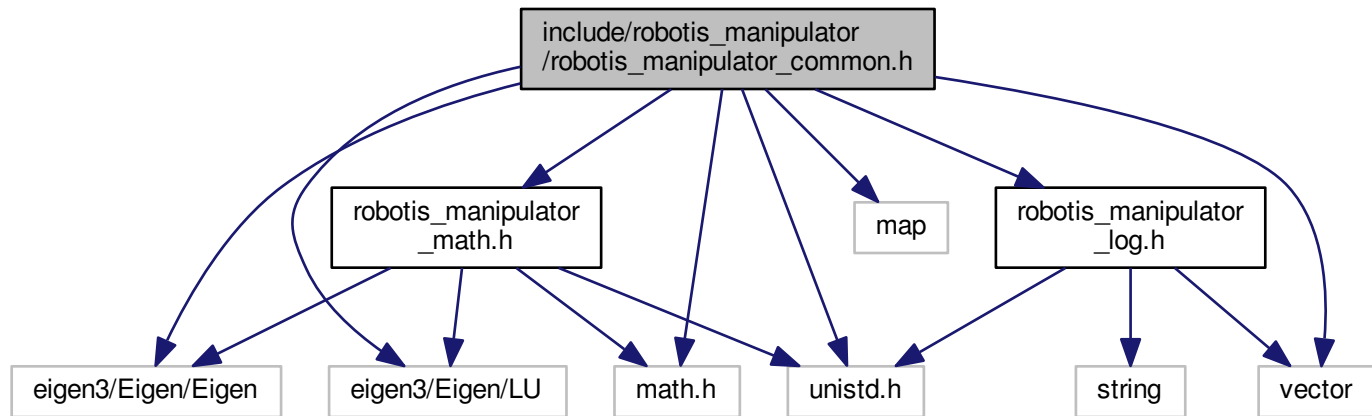 include/robotis_manipulator
/robotis_manipulator_common.h
robotis_manipulator
_math.h
map
robotis_manipulator
_log.h
eigen3/Eigen/Eigen
eigen3/Eigen/LU
math.h
unistd.h
string
vector